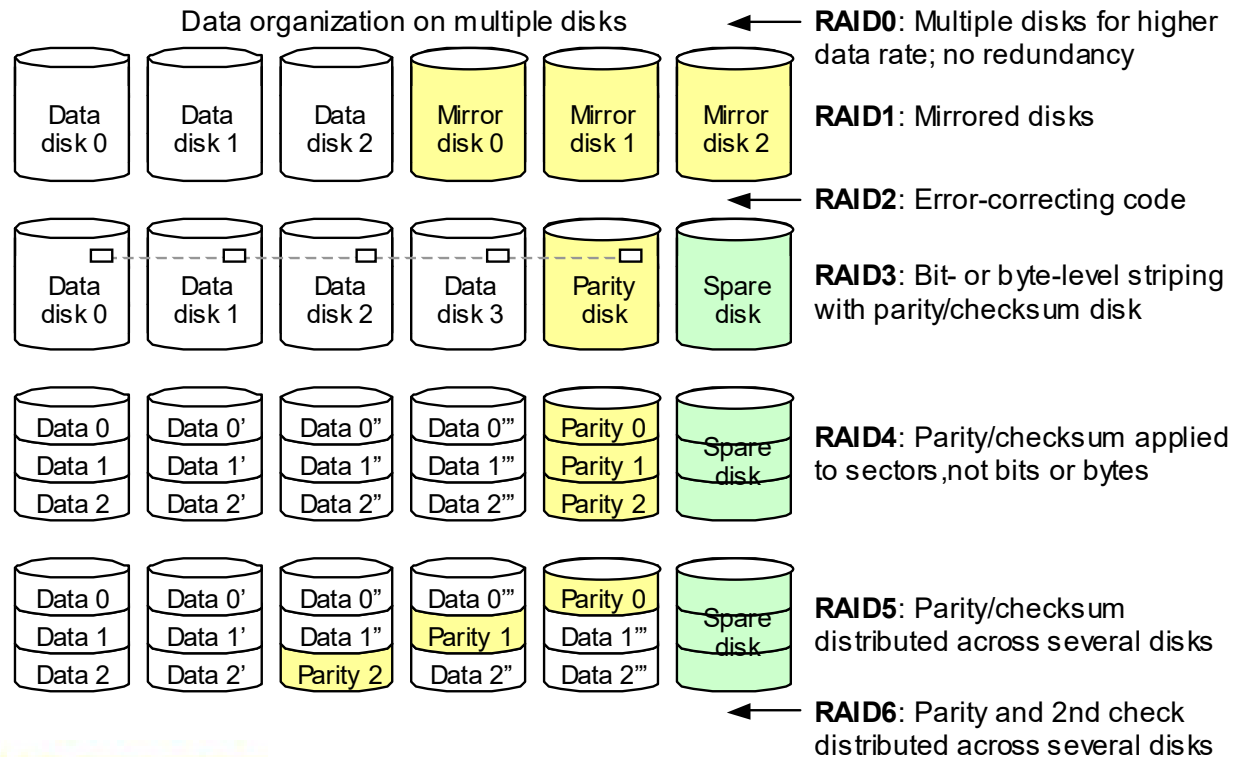 Data organization on multiple disks
RAID0: Multiple disks for higher
data rate; no redundancy
Data
disk 0
Data
disk 1
Data
disk 2
Mirror
disk 0
Mirror
disk 1
Mirror
disk 2
RAID1: Mirrored disks
RAID2: Error-correcting code
Data
disk 0
Data
disk 1
Data
disk 2
Data
disk 3
Parity
disk
Spare
disk
RAID3: Bit- or byte-level striping
with parity/checksum disk
Data 0 Data 0’ Data 0” Data 0’” Parity 0
Data 1 Data 1’ Data 1” Data 1’” Parity 1
Data 2 Data 2’ Data 2” Data 2’” Parity 2
Spare
disk
RAID4: Parity/checksum applied
to sectors,not bits or bytes
Data 0 Data 0’ Data 0” Data 0’” Parity 0
Data 1 Data 1’ Data 1” Parity 1 Data 1’”
Data 2 Data 2’ Parity 2 Data 2” Data 2’”
Spare
disk
RAID5: Parity/checksum
distributed across several disks
RAID6: Parity and 2nd check
distributed across several disks